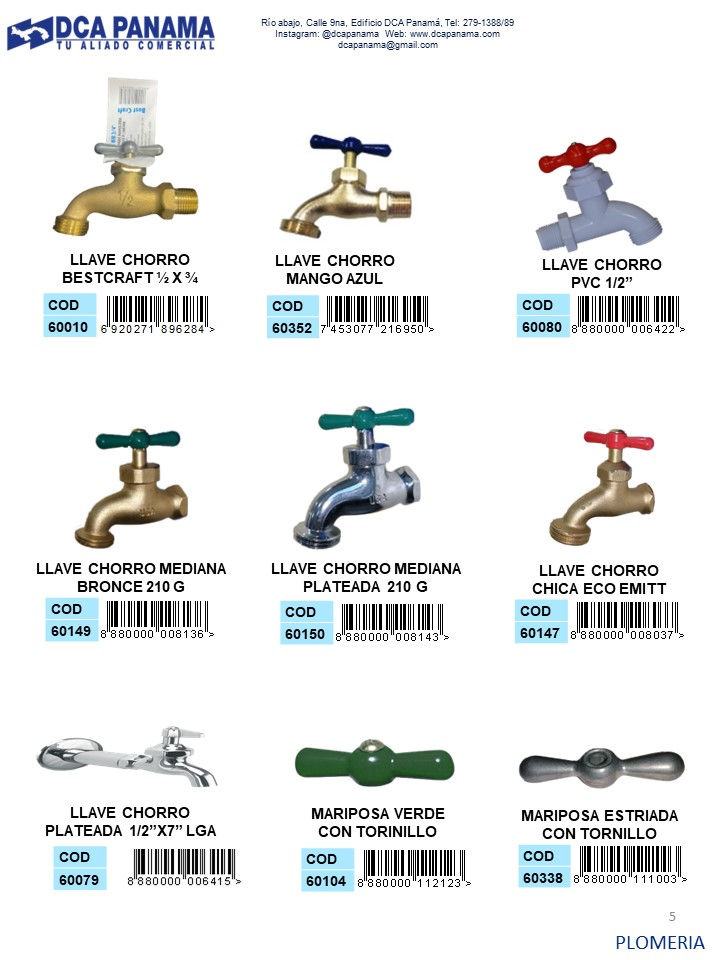 DCA PANAMA
TU ALIADO COMERCIAL
Río abajo, Calle 9na, Edificio DCA Panamá, Tel: 279-1388/89
Instagram: @dcapanama Web: www.dcapanama.com
dcapanama@gmail.com
Best Craft
1/2
LLAVE CHORRO
BESTCRAFT ½ X ¾
COD
60010
6 920271 896284 >
LLAVE CHORRO
MANGO AZUL
COD
60352
7 453077 216950 >
LLAVE CHORRO
PVC 1/2”
COD
60080
8 880000 006422 >
LLAVE CHORRO MEDIANA
BRONCE 210 G
COD
60149
8 880000 008136 >
LLAVE CHORRO MEDIANA
PLATEADA 210 G
COD
60150
8 880000 008143 >
LLAVE CHORRO
CHICA ECO EMITT
COD
60147
8 880000 008037 >
LLAVE CHORRO
PLATEADA 1/2”X7” LGA
COD
60079
8 880000 006415 >
MARIPOSA VERDE
CON TORINILLO
COD
60104
8 880000 112123 >
MARIPOSA ESTRIADA
CON TORNILLO
COD
60338
8 880000 111003 >
5
PLOMERIA